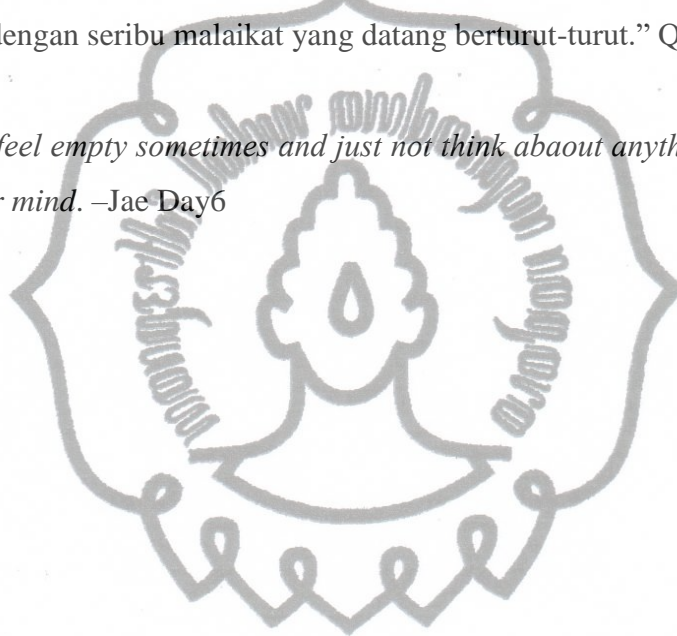 dengan seribu malaikat yang datang berturut-turut.” Q
feel empty sometimes and just not think abaout anyth
r mind. –Jae Day6